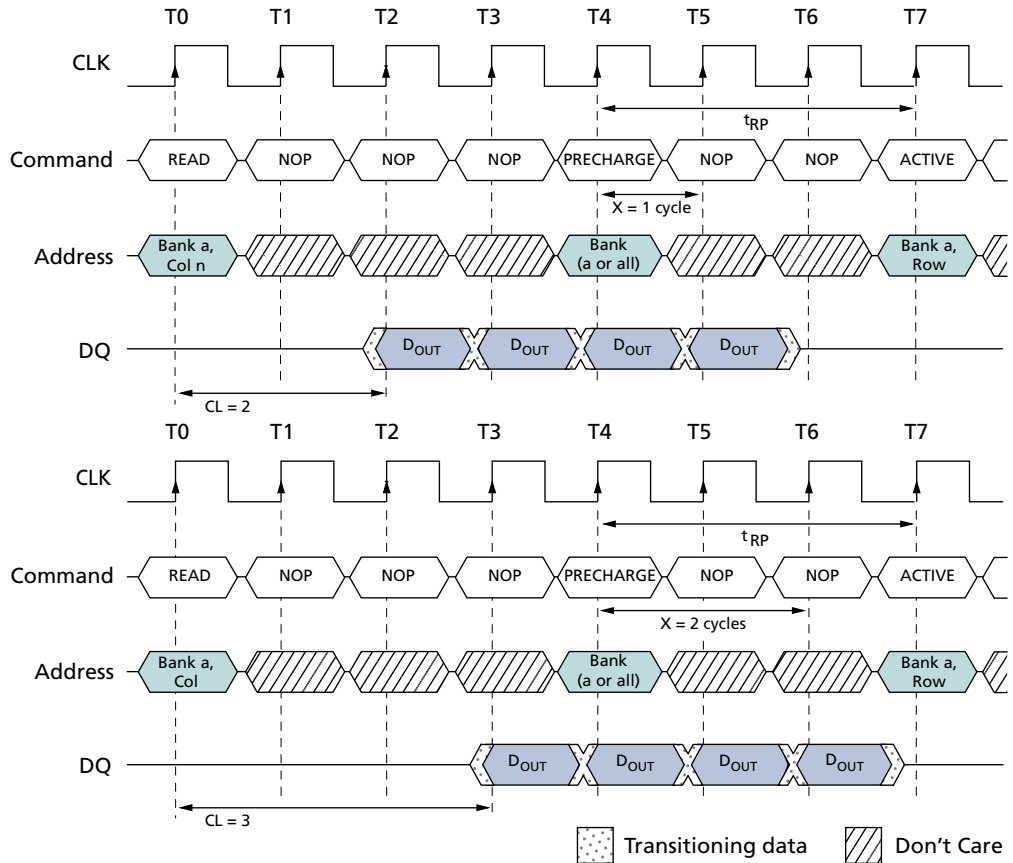 T0 T1 T2 T3 T4 T5 T6 T7
CLK
tRP
Command READ NOP NOP NOP PRECHARGE NOP NOP ACTIVE
X = 1 cycle
Address Bank a, Col n Bank (a or all) Bank a, Row
DQ DOUT DOUT DOUT DOUT
CL = 2
T0 T1 T2 T3 T4 T5 T6 T7
CLK
tRP
Command READ NOP NOP NOP PRECHARGE NOP NOP ACTIVE
X = 2 cycles
Address Bank a, Col Bank (a or all) Bank a, Row
DQ DOUT DOUT DOUT DOUT
CL = 3
Transitioning data Don't Care